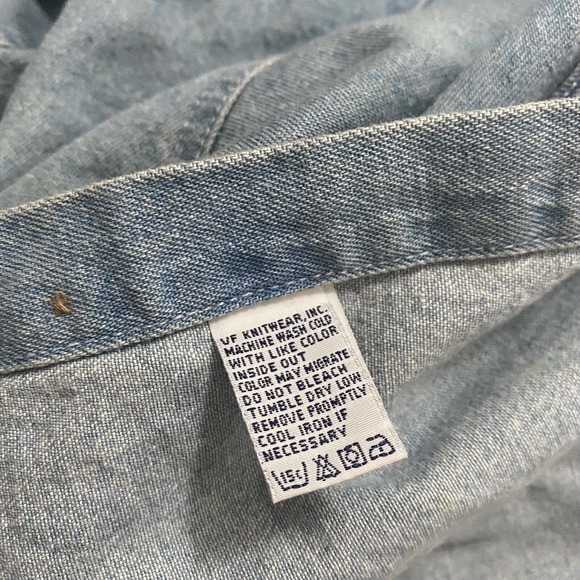 VF KNITWEAR, INC.
MACHINE WASH COLD
WITH LIKE COLOR
INSIDE OUT
COLOR MAY MIGRATE
DO NOT BLEACH
TUMBLE DRY LOW
REMOVE PROMPTLY
COOL IRON IF
NECESSARY